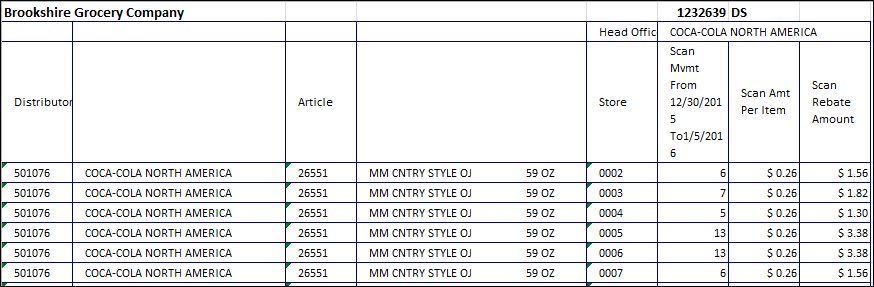 Brookshire Grocery Company 1232639 DS
Head Offic COCA-COLA NORTH AMERICA
Distributor Article Store Scan Mvmt From 12/30/2015 To1/5/2016 Scan Amt Per Item Scan Rebate Amount
501076 COCA-COLA NORTH AMERICA 26551 MM CNTRY STYLE OJ 59 OZ 0002 6 $ 0.26 $ 1.56
501076 COCA-COLA NORTH AMERICA 26551 MM CNTRY STYLE OJ 59 OZ 0003 7 $ 0.26 $ 1.82
501076 COCA-COLA NORTH AMERICA 26551 MM CNTRY STYLE OJ 59 OZ 0004 5 $ 0.26 $ 1.30
501076 COCA-COLA NORTH AMERICA 26551 MM CNTRY STYLE OJ 59 OZ 0005 13 $ 0.26 $ 3.38
501076 COCA-COLA NORTH AMERICA 26551 MM CNTRY STYLE OJ 59 OZ 0006 13 $ 0.26 $ 3.38
501076 COCA-COLA NORTH AMERICA 26551 MM CNTRY STYLE OJ 59 OZ 0007 6 $ 0.26 $ 1.56